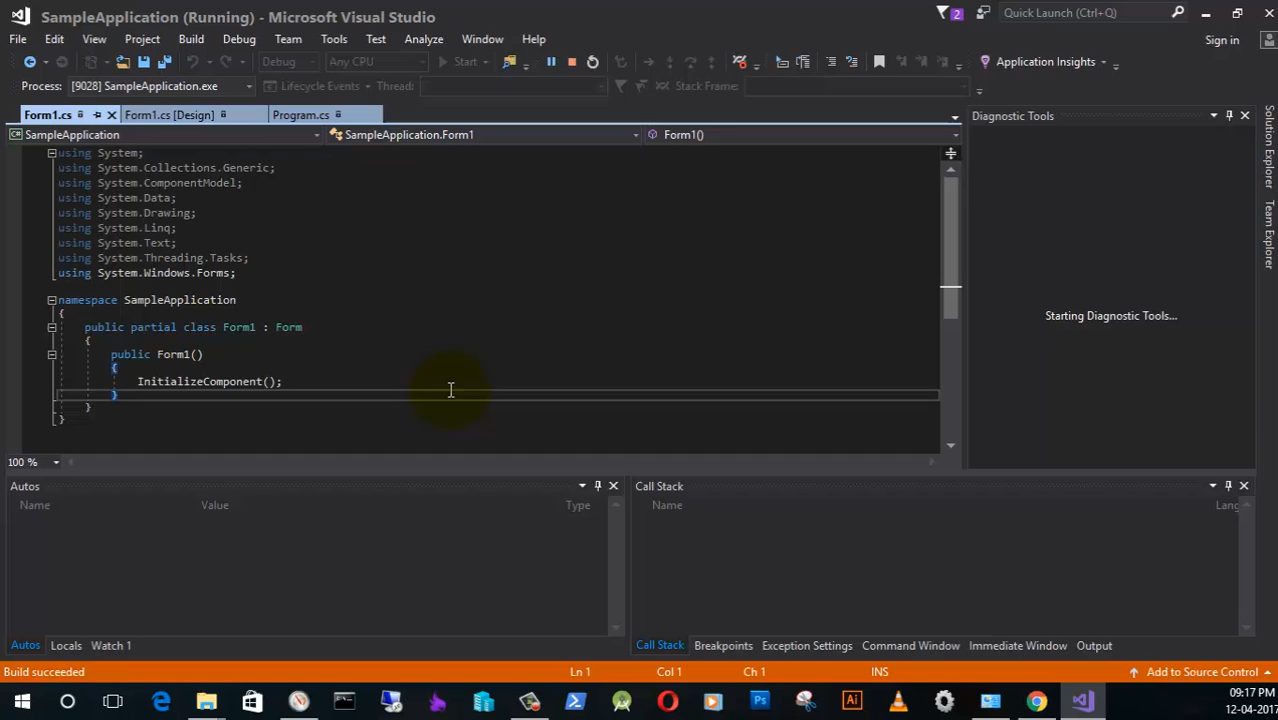 SampleApplication (Running) - Microsoft Visual Studio
2
Quick Launch (Ctrl+Q)
File Edit View Project Build Debug Team Tools Test Analyze Window Help
Sign in
Debug Any CPU Start Application Insights
Process: [9028] SampleApplication.exe Lifecycle Events Thread: Stack Frame:
Form1.cs Form1.cs [Design] Program.cs
Diagnostic Tools
C# SampleApplication SampleApplication.Form1 Form1()
using System;
using System.Collections.Generic;
using System.ComponentModel;
using System.Data;
using System.Drawing;
using System.Linq;
using System.Text;
using System.Threading.Tasks;
using System.Windows.Forms;
namespace SampleApplication
{
public partial class Form1 : Form
{
public Form1()
{
InitializeComponent();
}
}
}
Starting Diagnostic Tools...
Solution Explorer
Team Explorer
100 %
Autos
Name Value Type
Call Stack
Name Lang
Autos Locals Watch 1
Call Stack Breakpoints Exception Settings Command Window Immediate Window Output
Build succeeded Ln 1 Col 1 Ch 1 INS Add to Source Control
Ps
Ai
09:17 PM
12-04-2017